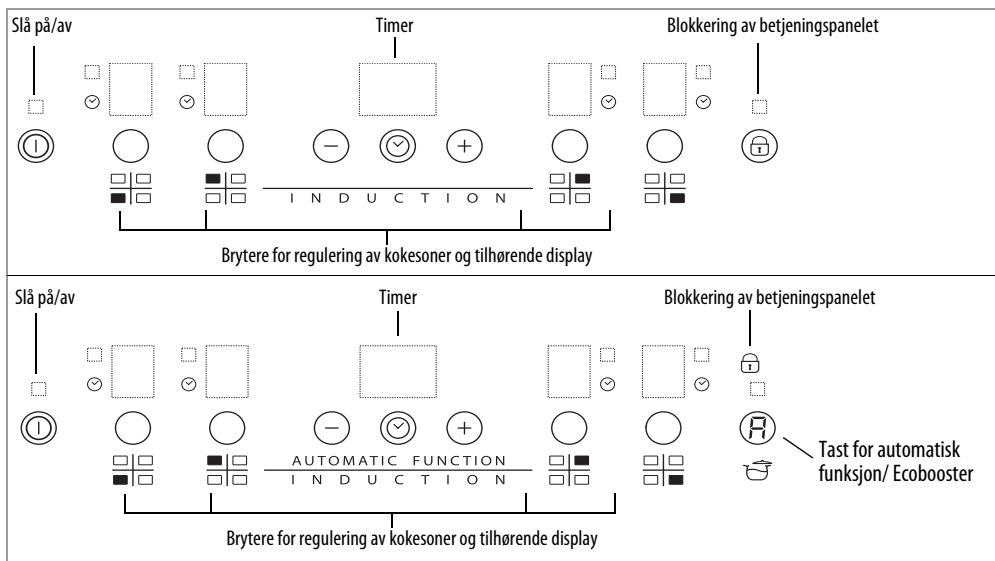 Slå på/av Timer Blokkering av betjeningspanelet
INDUCTION
Brytere for regulering av kokesoner og tilhørende display
Slå på/av Timer Blokkering av betjeningspanelet
A
AUTOMATIC FUNCTION
INDUCTION
Tast for automatisk
funksjon/ Ecobooster
Brytere for regulering av kokesoner og tilhørende display